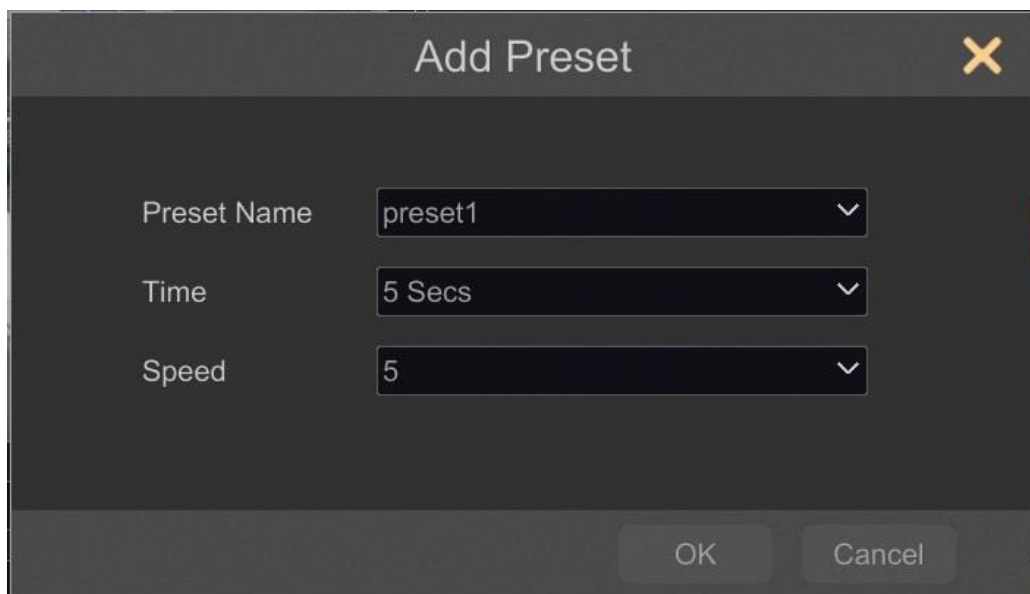 Add Preset
Preset Name preset1
Time 5 Secs
Speed 5
OK Cancel